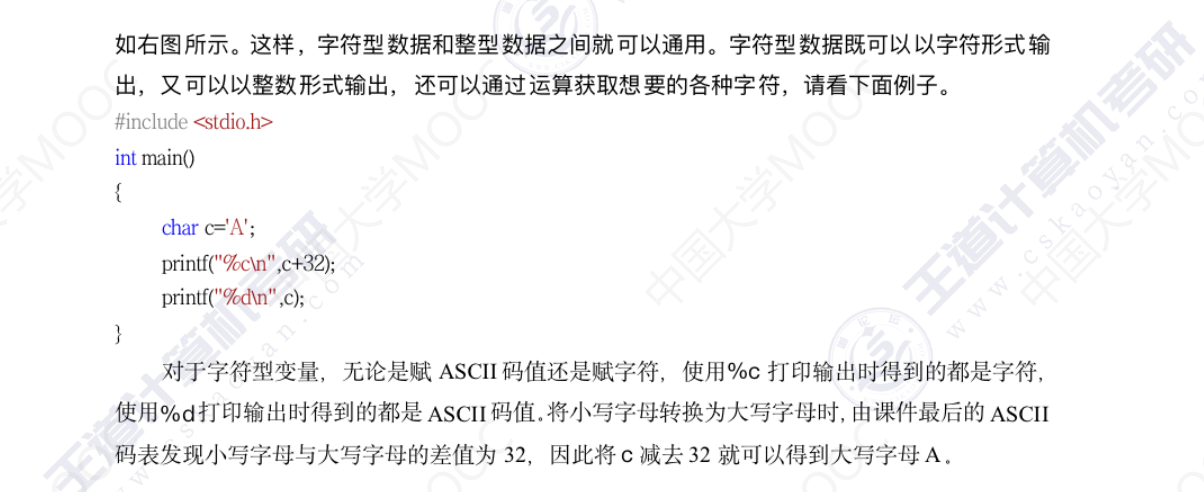 如右图所示。这样，字符型数据和整型数据之间就可以通用。字符型数据既可以以字符形式输
出，又可以以整数形式输出，还可以通过运算获取想要的各种字符，请看下面例子。
#include <stdio.h>
int main()
{
char c='A';
printf("%c\n",c+32);
printf("%d\n",c);
}
对于字符型变量，无论是赋 ASCII 码值还是赋字符，使用%c 打印输出时得到的都是字符，
使用%d打印输出时得到的都是 ASCII 码值。将小写字母转换为大写字母时，由课件最后的 ASCII
码表发现小写字母与大写字母的差值为 32，因此将 c 减去 32 就可以得到大写字母 A。
王道计算机考研
www.cskaoyan.com
中国大学MOOC